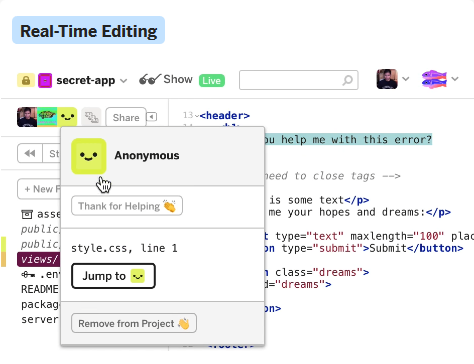 Real-Time Editing
secret-app
Show
Live
Share
Anonymous
Thank for Helping
style.css, line 1
Jump to
Remove from Project
+ New F
asse
public/
public/
views/
.env
README
packag
server
13
<header>
u help me with this error?
eed to close tags -->
is some text</p>
me your hopes and dreams:</p>
t type="text" maxlength="100" plac
on type="submit">Submit</button>
n class="dreams">
d="dreams">
ion>